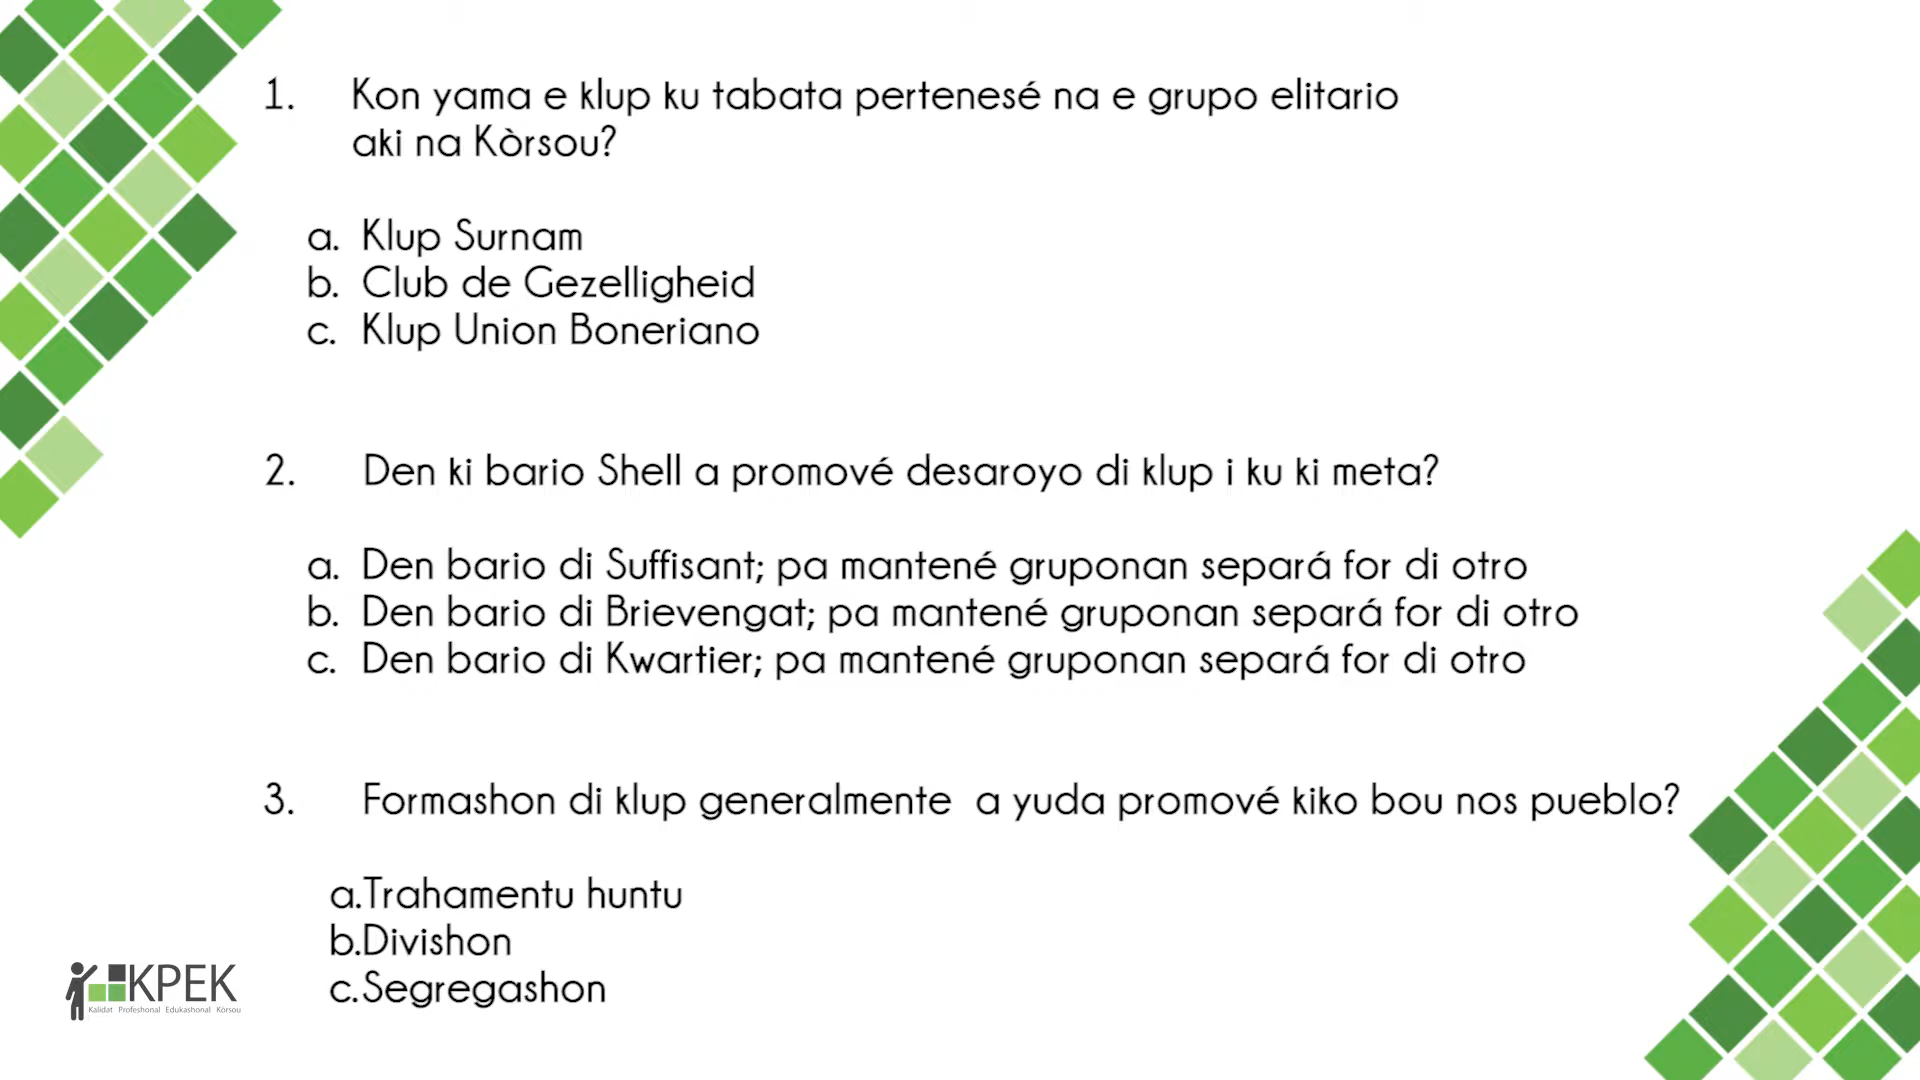 1. Kon yama e klup ku tabata pertenesé na e grupo elitario
aki na Kòrsou?
a. Klup Surnam
b. Club de Gezelligheid
c. Klup Union Boneriano
2. Den ki bario Shell a promové desaroyo di klup i ku ki meta?
a. Den bario di Suffisant; pa mantené gruponan separá for di otro
b. Den bario di Brievengat; pa mantené gruponan separá for di otro
c. Den bario di Kwartier; pa mantené gruponan separá for di otro
3. Formashon di klup generalmente a yuda promové kiko bou nos pueblo?
a.Trahamentu huntu
b.Divishon
c.Segregashon
KPEK
Kalidat Profeshonal Edukashonal Kòrsou